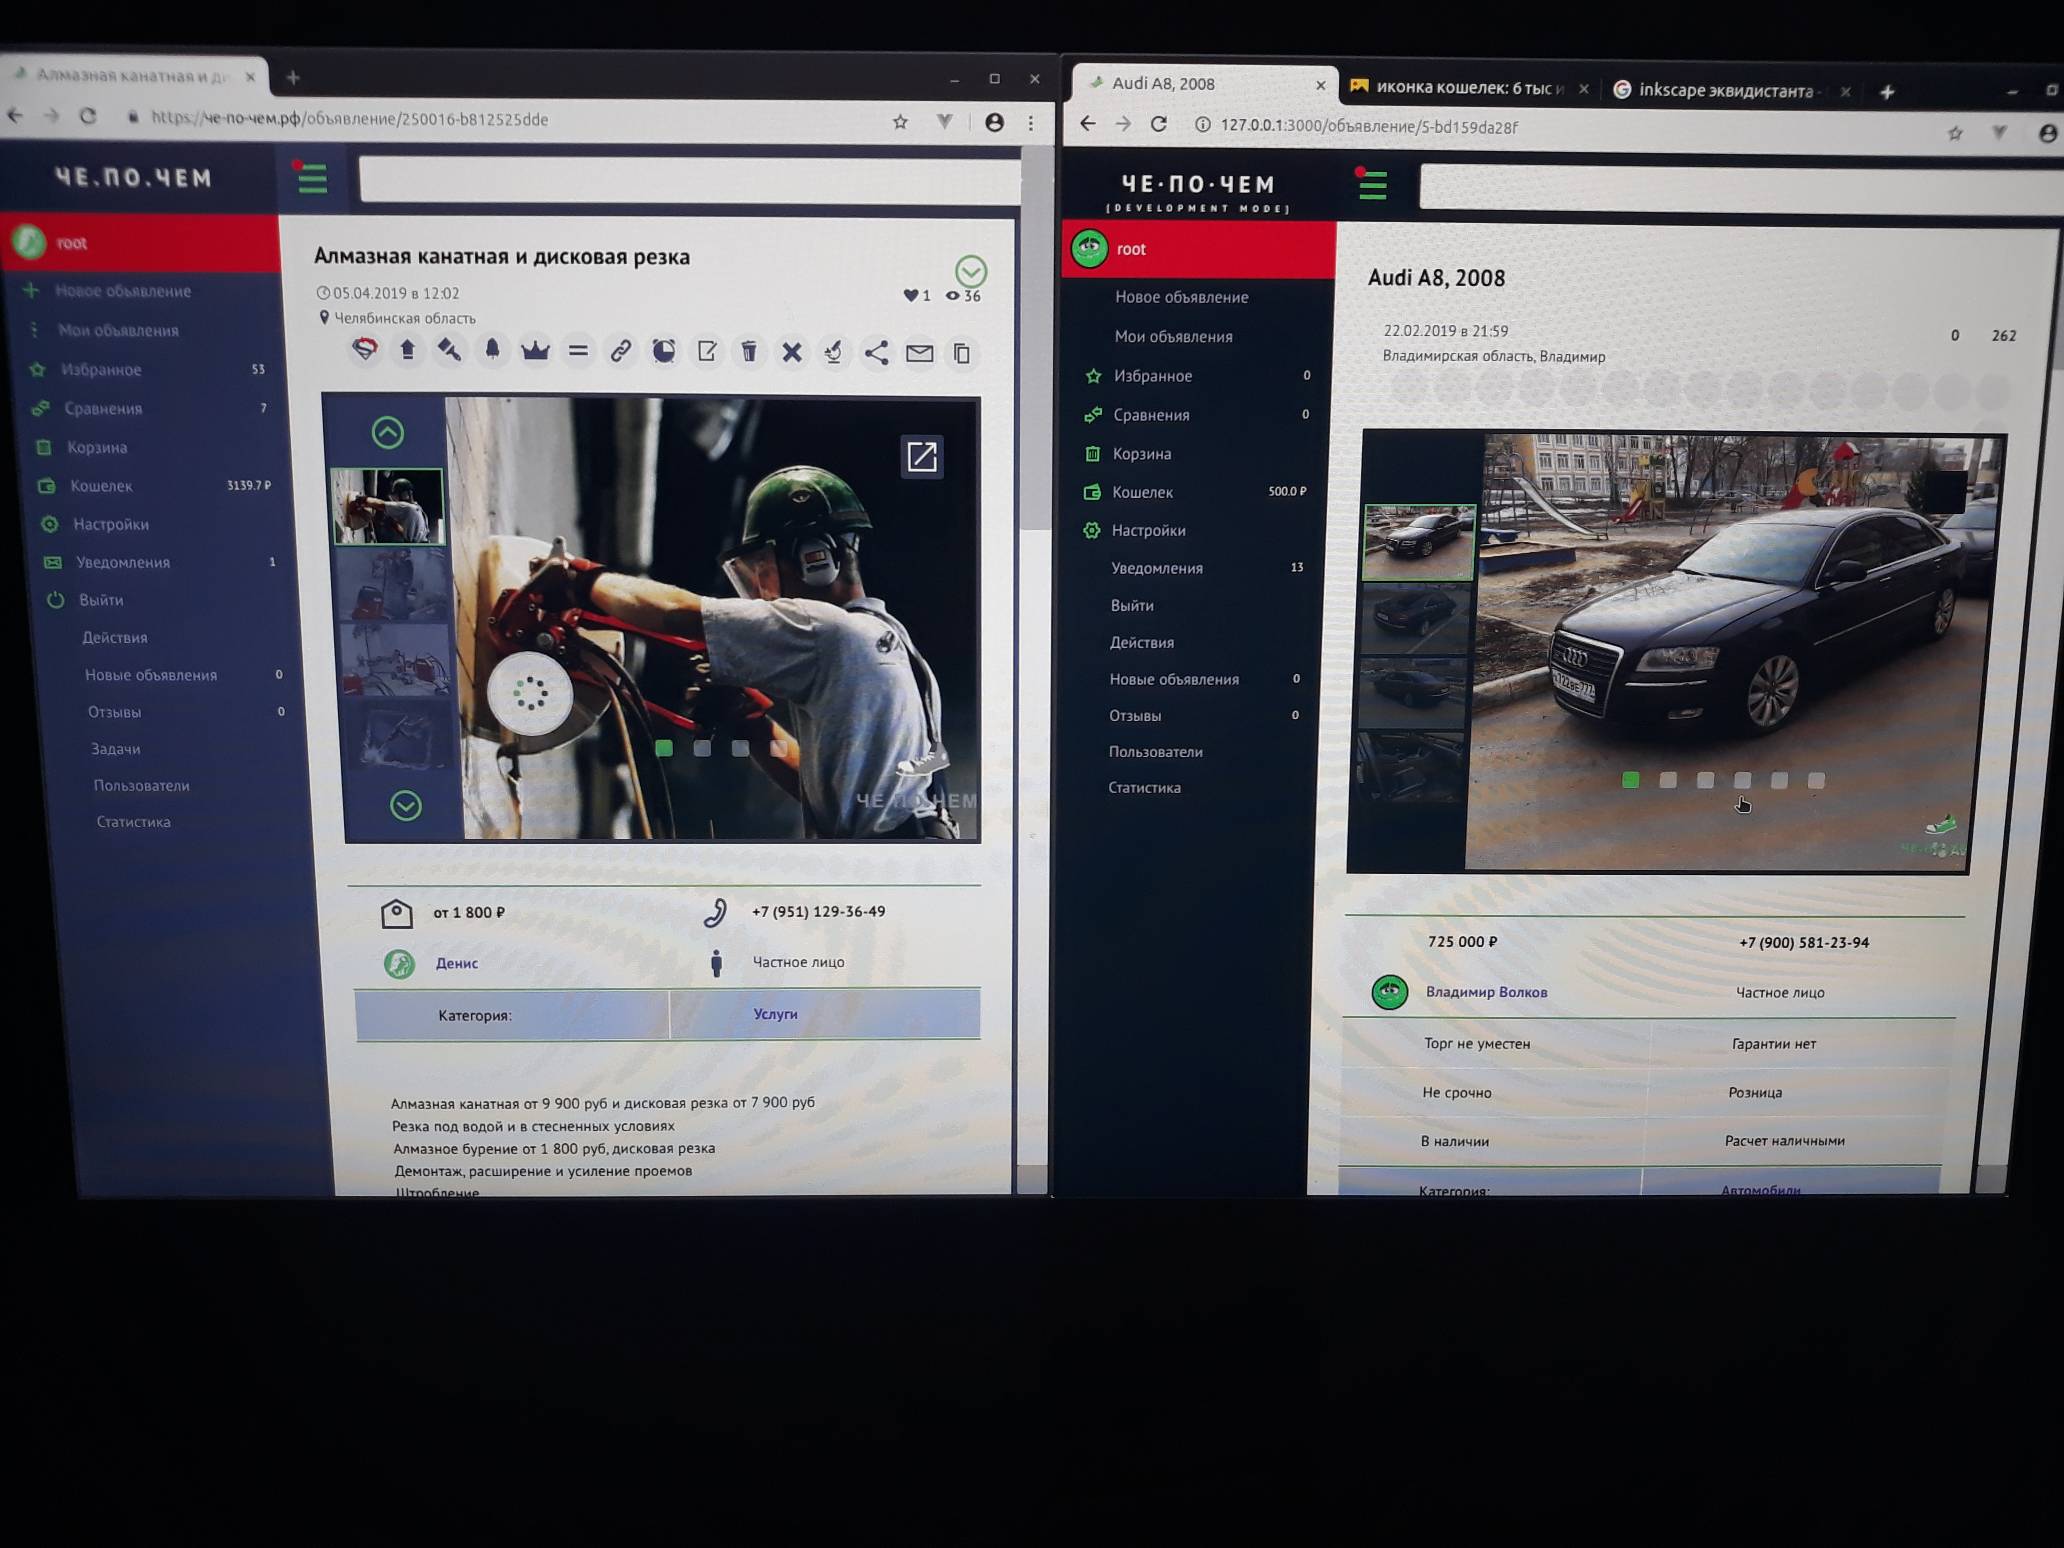 Алмазная канатная и ди
https://че-по-чем.рф/объявление/250016-b812525dde
ЧЕ.ПО.ЧЕМ
root
Новое объявление
Мои объявления
Избранное 53
Сравнения 7
Корзина
Кошелек 3139.7 ₽
Настройки
Уведомления 1
Выйти
Действия
Новые объявления 0
Отзывы 0
Задачи
Пользователи
Статистика
Алмазная канатная и дисковая резка
05.04.2019 в 12:02
1 36
Челябинская область
ЧЕ ПО ЧЕМ
от 1 800 ₽ +7 (951) 129-36-49
Денис Частное лицо
Категория: Услуги
Алмазная канатная от 9 900 руб и дисковая резка от 7 900 руб
Резка под водой и в стесненных условиях
Алмазное бурение от 1 800 руб, дисковая резка
Демонтаж, расширение и усиление проемов
Штробление
Audi A8, 2008
иконка кошелек: 6 тыс и
inkscape эквидистанта -
127.0.0.1:3000/объявление/5-bd159da28f
ЧЕ·ПО·ЧЕМ
[DEVELOPMENT MODE]
root
Новое объявление
Мои объявления
Избранное 0
Сравнения 0
Корзина
Кошелек 500.0 ₽
Настройки
Уведомления 13
Выйти
Действия
Новые объявления 0
Отзывы 0
Пользователи
Статистика
Audi A8, 2008
22.02.2019 в 21:59
0 262
Владимирская область, Владимир
725 000 ₽ +7 (900) 581-23-94
Владимир Волков Частное лицо
Торг не уместен Гарантии нет
Не срочно Розница
В наличии Расчет наличными
Категория: Автомобили